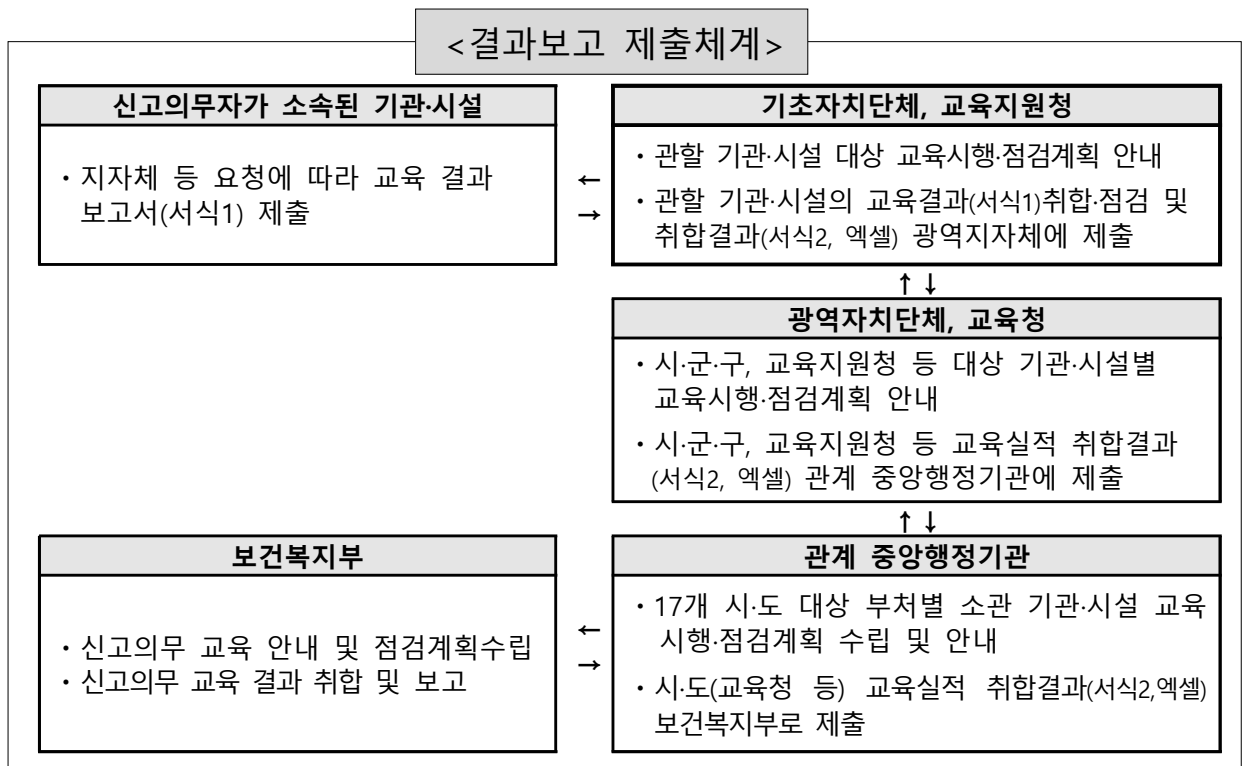 <결과보고 제출체계>
신고의무자가 소속된 기관·시설
· 지자체 등 요청에 따라 교육 결과
보고서(서식1) 제출
←
→
기초자치단체, 교육지원청
· 관할 기관·시설 대상 교육시행·점검계획 안내
· 관할 기관·시설의 교육결과(서식1)취합·점검 및
취합결과(서식2, 엑셀) 광역지자체에 제출
↑↓
광역자치단체, 교육청
· 시·군·구, 교육지원청 등 대상 기관·시설별
교육시행·점검계획 안내
· 시·군·구, 교육지원청 등 교육실적 취합결과
(서식2, 엑셀) 관계 중앙행정기관에 제출
↑↓
보건복지부
· 신고의무 교육 안내 및 점검계획수립
· 신고의무 교육 결과 취합 및 보고
←
→
관계 중앙행정기관
· 17개 시·도 대상 부처별 소관 기관·시설 교육
시행·점검계획 수립 및 안내
· 시·도(교육청 등) 교육실적 취합결과(서식2,엑셀)
보건복지부로 제출